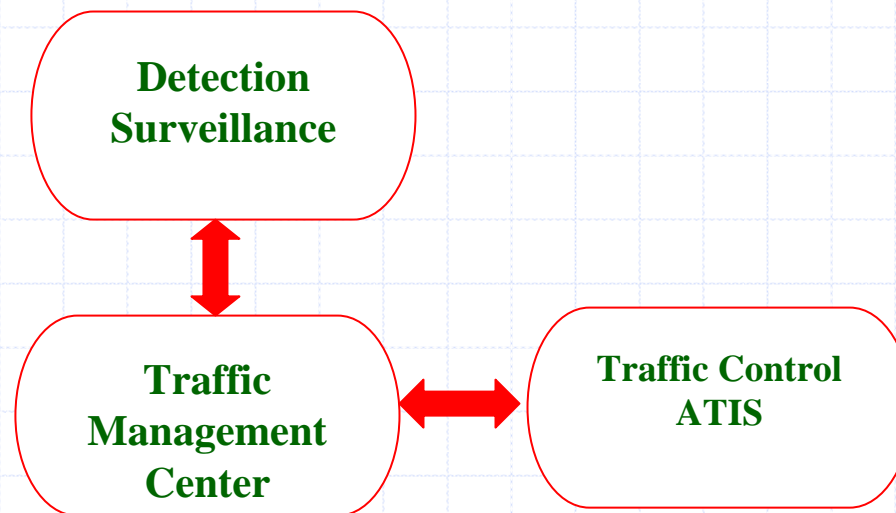 Detection
Surveillance
Traffic
Management
Center
Traffic Control
ATIS